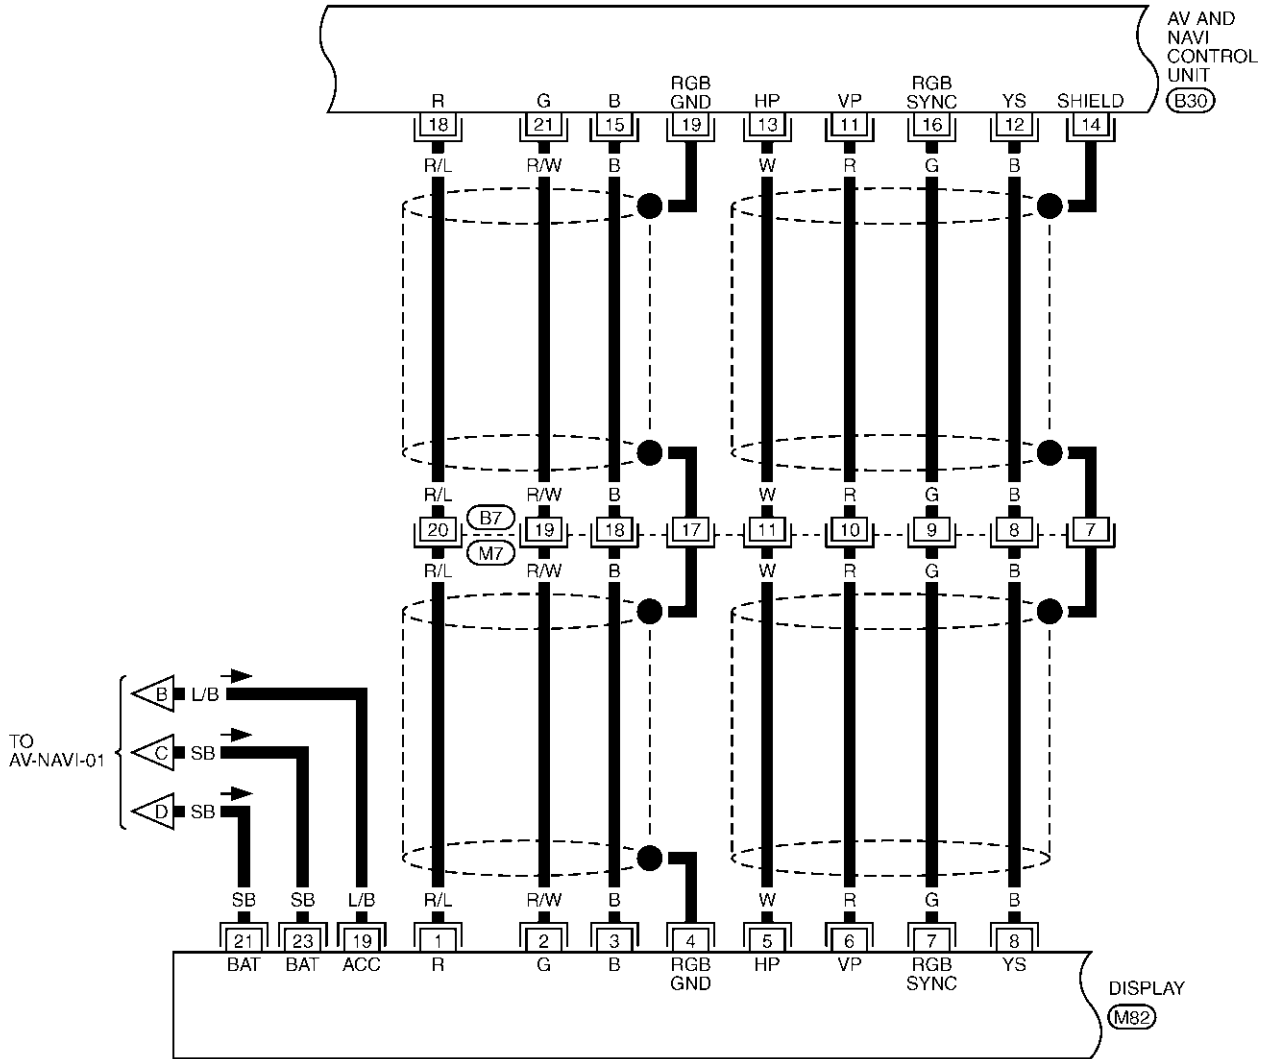 AV AND
NAVI
CONTROL
UNIT
B30
R G B RGB GND HP VP RGB SYNC YS SHIELD
18 21 15 19 13 11 16 12 14
R/L R/W B W R G B
R/L R/W B W R G B
B7
20 19 18 17 11 10 9 8 7
M7
R/L R/W B W R G B
TO
AV-NAVI-01
B L/B
C SB
D SB
SB SB L/B R/L R/W B W R G B
21 23 19 1 2 3 4 5 6 7 8
BAT BAT ACC R G B RGB GND HP VP RGB SYNC YS
DISPLAY
M82